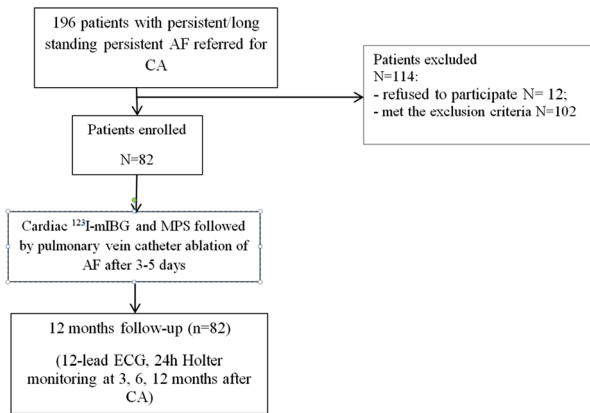 196 patients with persistent/long
standing persistent AF referred for
CA
Patients excluded
N=114:
- refused to participate N= 12;
- met the exclusion criteria N=102
Patients enrolled
N=82
Cardiac ¹²³I-mIBG and MPS followed
by pulmonary vein catheter ablation of
AF after 3-5 days
12 months follow-up (n=82)
(12-lead ECG, 24h Holter
monitoring at 3, 6, 12 months after
CA)